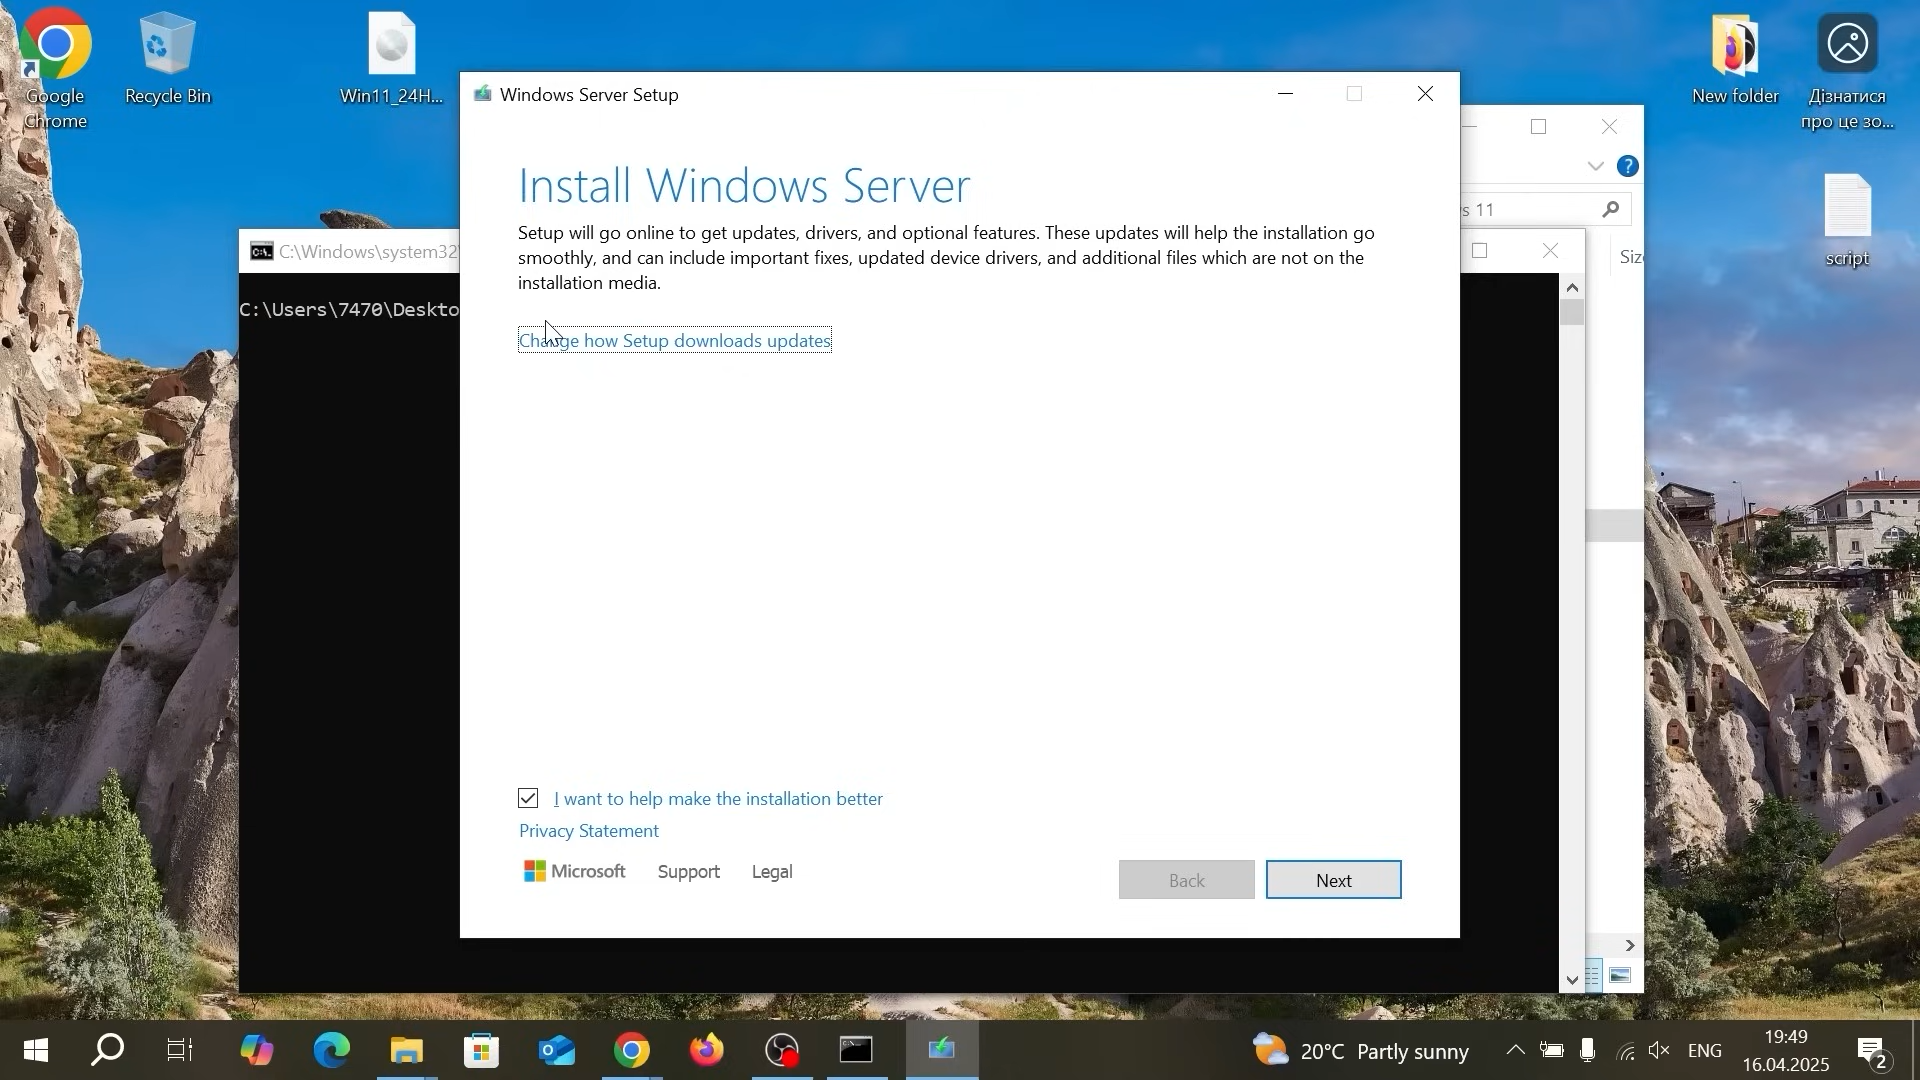 Google
Chrome
Recycle Bin
Win11_24H...
New folder
Дізнатися
про це зо...
script
Windows Server Setup
Install Windows Server
Setup will go online to get updates, drivers, and optional features. These updates will help the installation go
smoothly, and can include important fixes, updated device drivers, and additional files which are not on the
installation media.
Change how Setup downloads updates
I want to help make the installation better
Privacy Statement
Microsoft Support Legal
Back Next
C:\Windows\system32\
C:\Users\7470\Deskto
s 11
Siz
20°C Partly sunny
ENG
19:49
16.04.2025
2